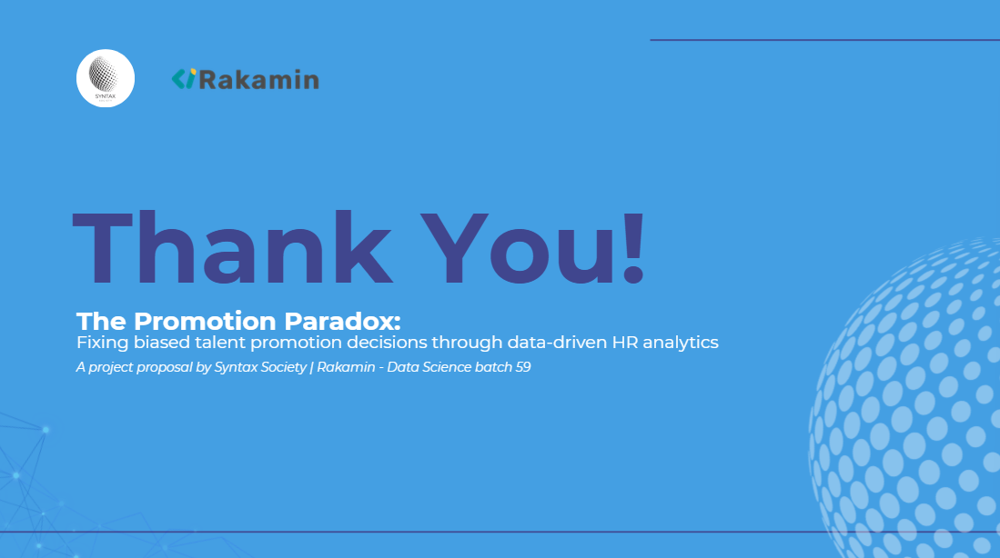 SYNTAX
Rakamin
Thank You!
The Promotion Paradox:
Fixing biased talent promotion decisions through data-driven HR analytics
A project proposal by Syntax Society | Rakamin - Data Science batch 59